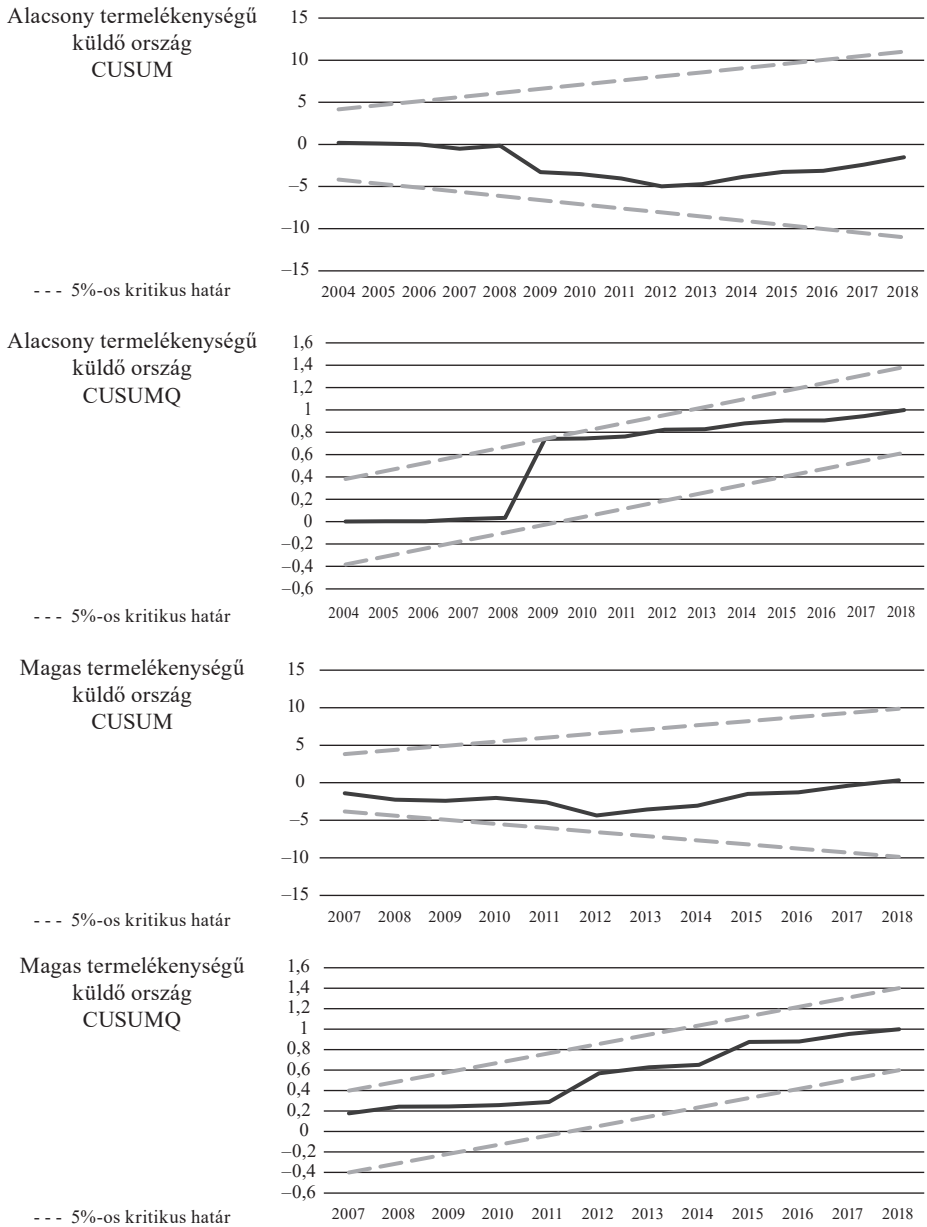 Alacsony termelékenységű
küldő ország
CUSUM
15
10
5
0
–5
–10
–15
--- 5%-os kritikus határ
2004 2005 2006 2007 2008 2009 2010 2011 2012 2013 2014 2015 2016 2017 2018
Alacsony termelékenységű
küldő ország
CUSUMQ
1,6
1,4
1,2
1
0,8
0,6
0,4
0,2
0
–0,2
–0,4
–0,6
--- 5%-os kritikus határ
2004 2005 2006 2007 2008 2009 2010 2011 2012 2013 2014 2015 2016 2017 2018
Magas termelékenységű
küldő ország
CUSUM
15
10
5
0
–5
–10
–15
--- 5%-os kritikus határ
2007 2008 2009 2010 2011 2012 2013 2014 2015 2016 2017 2018
Magas termelékenységű
küldő ország
CUSUMQ
1,6
1,4
1,2
1
0,8
0,6
0,4
0,2
0
–0,2
–0,4
–0,6
--- 5%-os kritikus határ
2007 2008 2009 2010 2011 2012 2013 2014 2015 2016 2017 2018